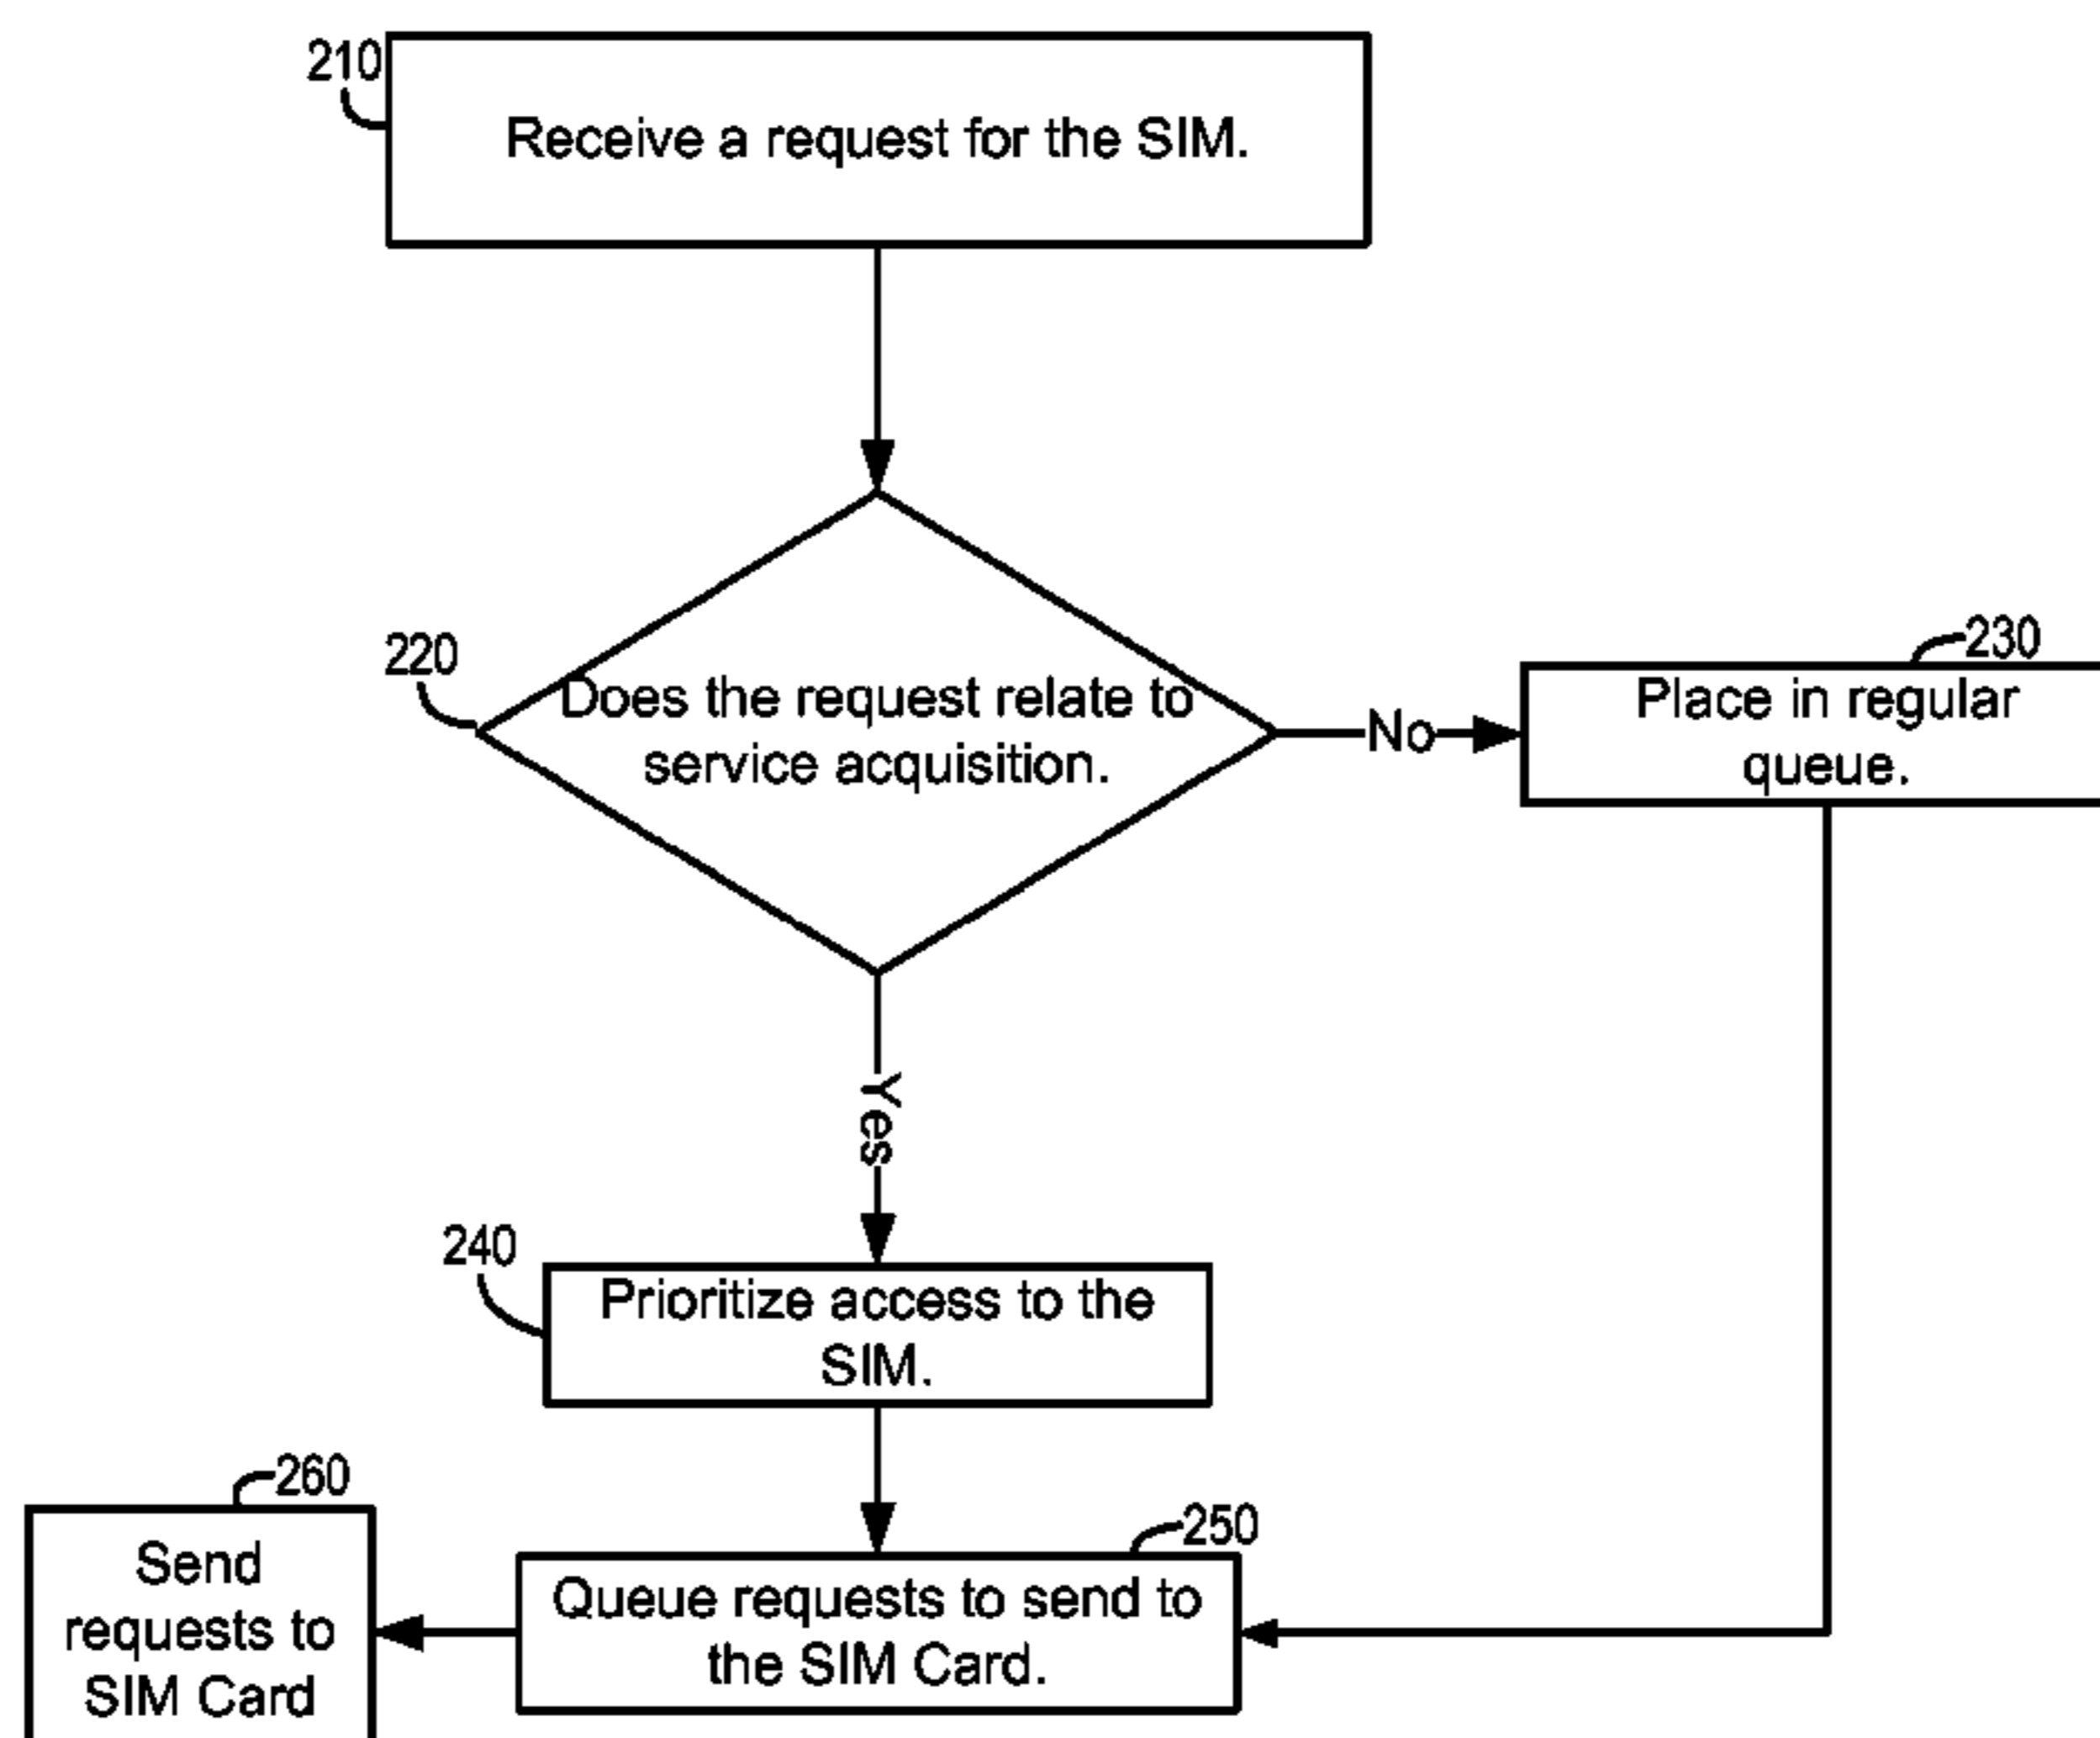 210
Receive a request for the SIM.
220
Does the request relate to
service acquisition.
No
230
Place in regular
queue.
Yes
240
Prioritize access to the
SIM.
250
Queue requests to send to
the SIM Card.
260
Send
requests to
SIM Card